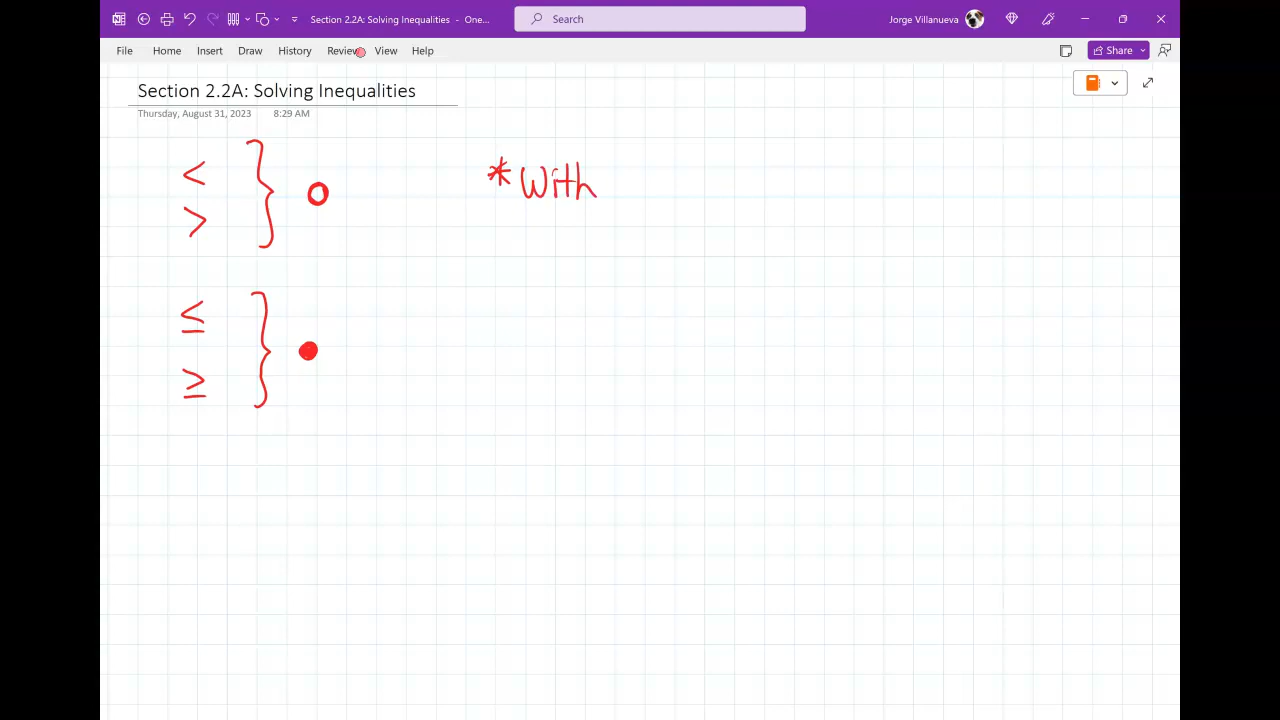 Section 2.2A: Solving Inequalities - One...
Search
Jorge Villanueva
File Home Insert Draw History Review View Help
Share
Section 2.2A: Solving Inequalities
Thursday, August 31, 2023 8:29 AM
<
* With
>
≤
≥